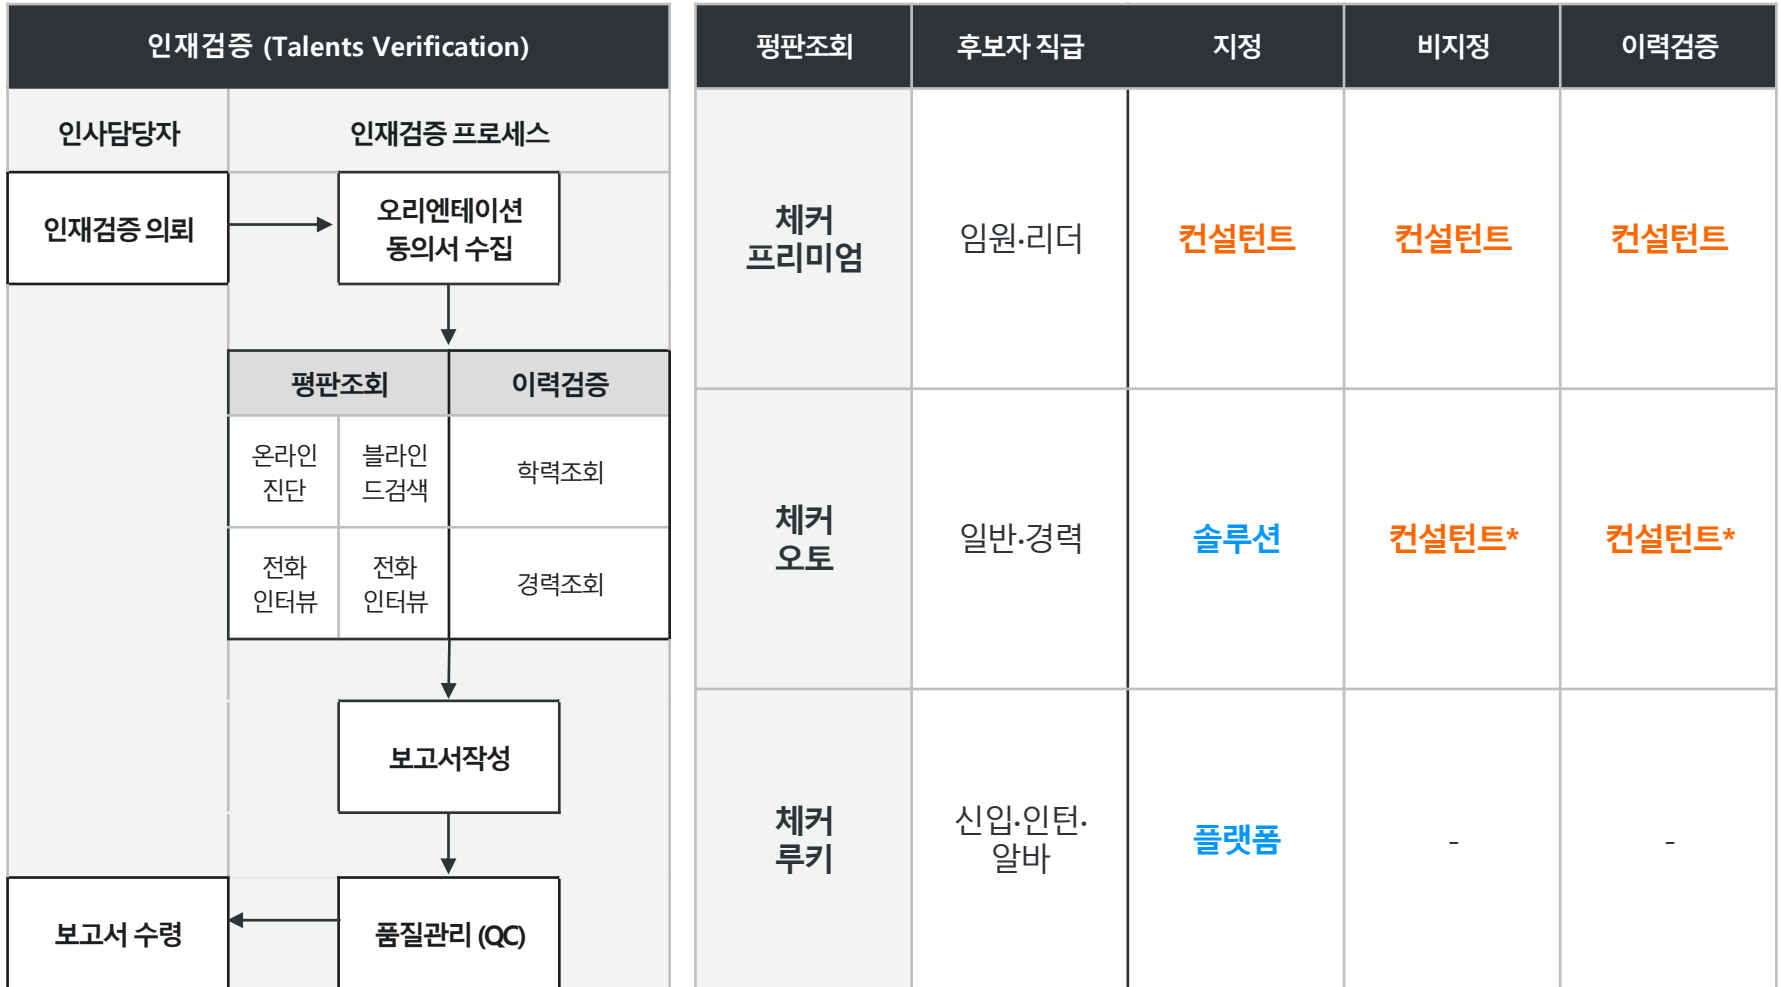 인재검증 (Talents Verification)
인사담당자
인재검증 프로세스
인재검증 의뢰
오리엔테이션
동의서 수집
평판조회
이력검증
온라인
진단
블라인
드검색
학력조회
전화
인터뷰
전화
인터뷰
경력조회
보고서작성
보고서 수령
품질관리 (QC)
평판조회
후보자 직급
지정
비지정
이력검증
체커
프리미엄
임원·리더
컨설턴트
컨설턴트
컨설턴트
체커
오토
일반·경력
솔루션
컨설턴트*
컨설턴트*
체커
루키
신입·인턴·
알바
플랫폼
-
-